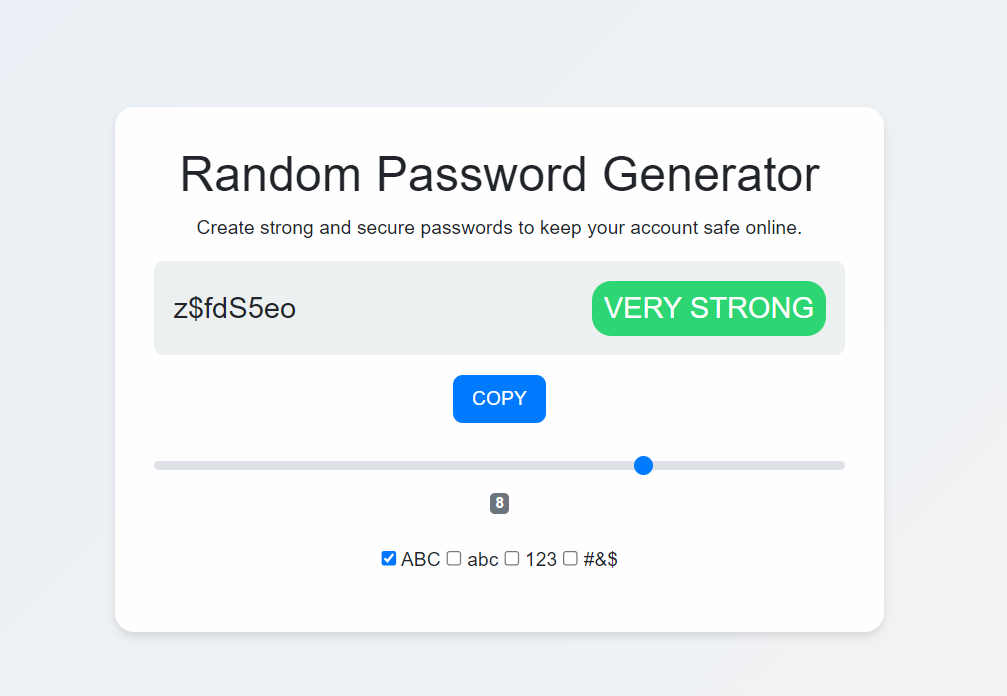 Random Password Generator
Create strong and secure passwords to keep your account safe online.
z$fdS5eo VERY STRONG
COPY
8
ABC abc 123 #&$